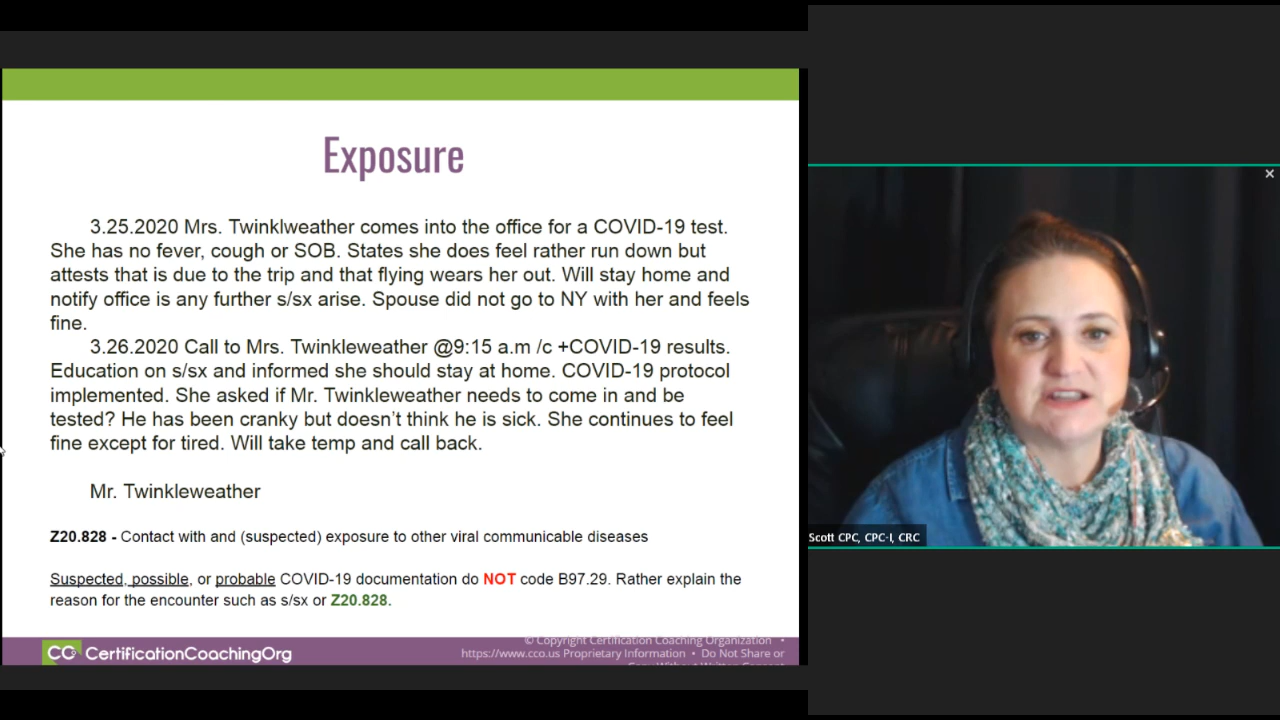 Exposure
3.25.2020 Mrs. Twinklweather comes into the office for a COVID-19 test.
She has no fever, cough or SOB. States she does feel rather run down but
attests that is due to the trip and that flying wears her out. Will stay home and
notify office is any further s/sx arise. Spouse did not go to NY with her and feels
fine.
3.26.2020 Call to Mrs. Twinkleweather @9:15 a.m /c +COVID-19 results.
Education on s/sx and informed she should stay at home. COVID-19 protocol
implemented. She asked if Mr. Twinkleweather needs to come in and be
tested? He has been cranky but doesn't think he is sick. She continues to feel
fine except for tired. Will take temp and call back.
Mr. Twinkleweather
Z20.828 - Contact with and (suspected) exposure to other viral communicable diseases
Suspected, possible, or probable COVID-19 documentation do NOT code B97.29. Rather explain the
reason for the encounter such as s/sx or Z20.828.
CC CertificationCoachingOrg
© Copyright Certification Coaching Organization •
https://www.cco.us Proprietary Information • Do Not Share or
Copy Without Written Consent
Scott CPC, CPC-I, CRC